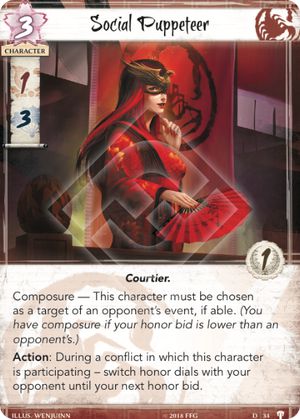 3
Social Puppeteer
CHARACTER
1
3
1
Courtier.
Composure — This character must be chosen
as a target of an opponent's event, if able. (You
have composure if your honor bid is lower than an
opponent's.)
Action: During a conflict in which this
character is participating – switch honor dials with your
opponent until your next honor bid.
ILLUS. WENJUINN
© 2018 FFG
D 34